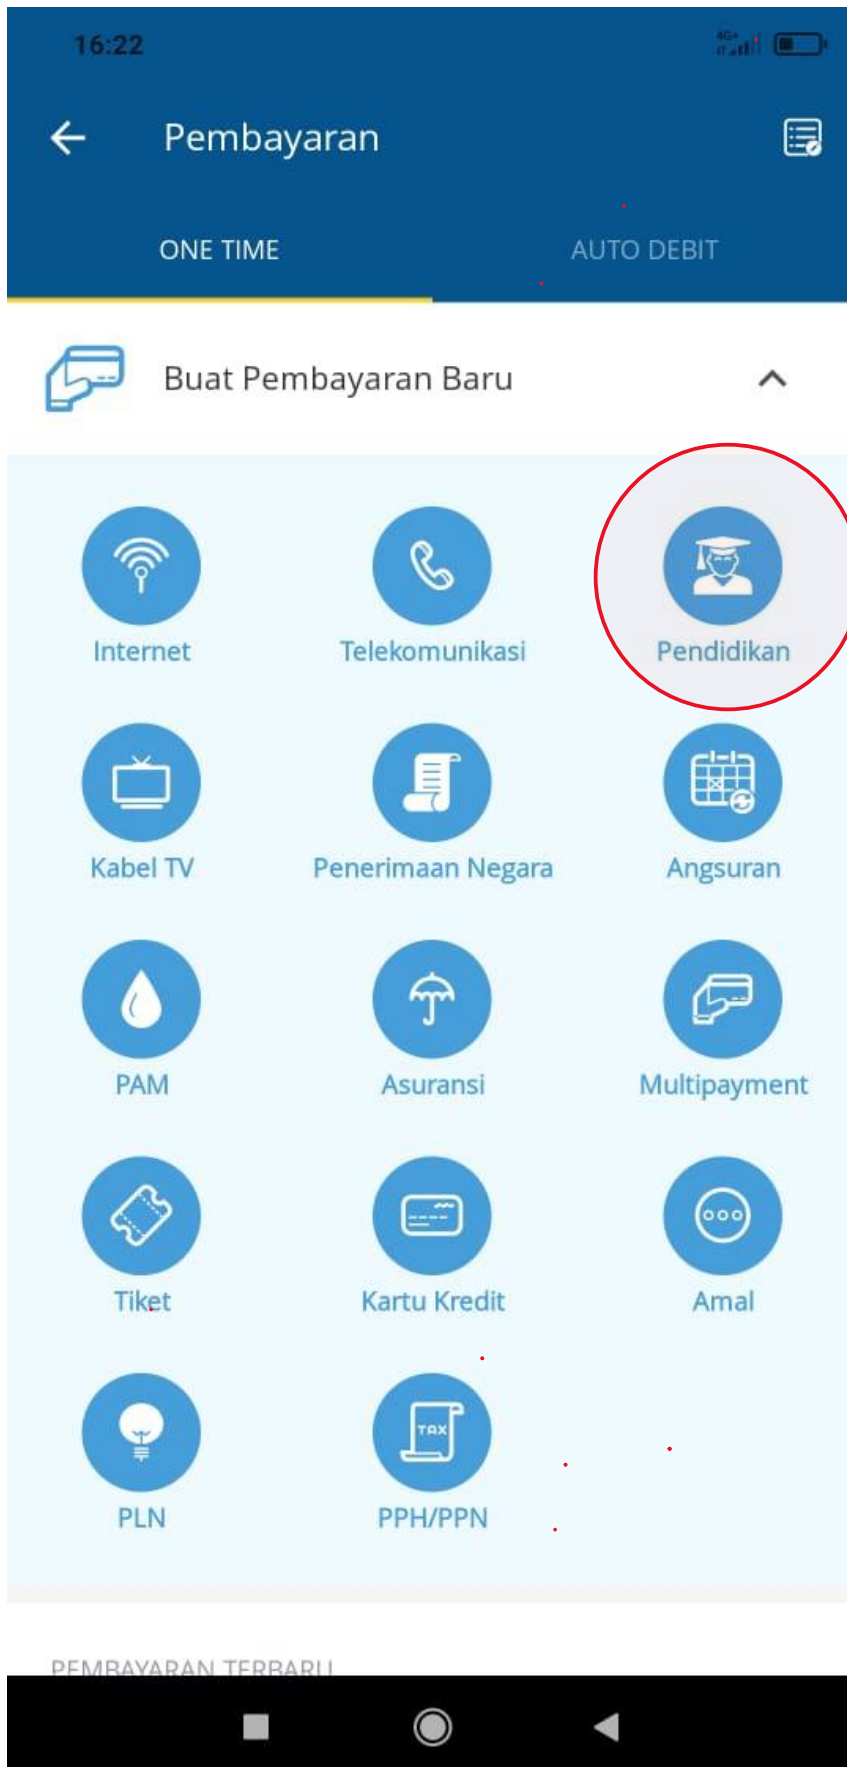 16:22
4G+
Pembayaran
ONE TIME
AUTO DEBIT
Buat Pembayaran Baru
Internet
Telekomunikasi
Pendidikan
Kabel TV
Penerimaan Negara
Angsuran
PAM
Asuransi
Multipayment
Tiket
Kartu Kredit
Amal
TAX
PLN
PPH/PPN
PEMBAYARAN TERBARU